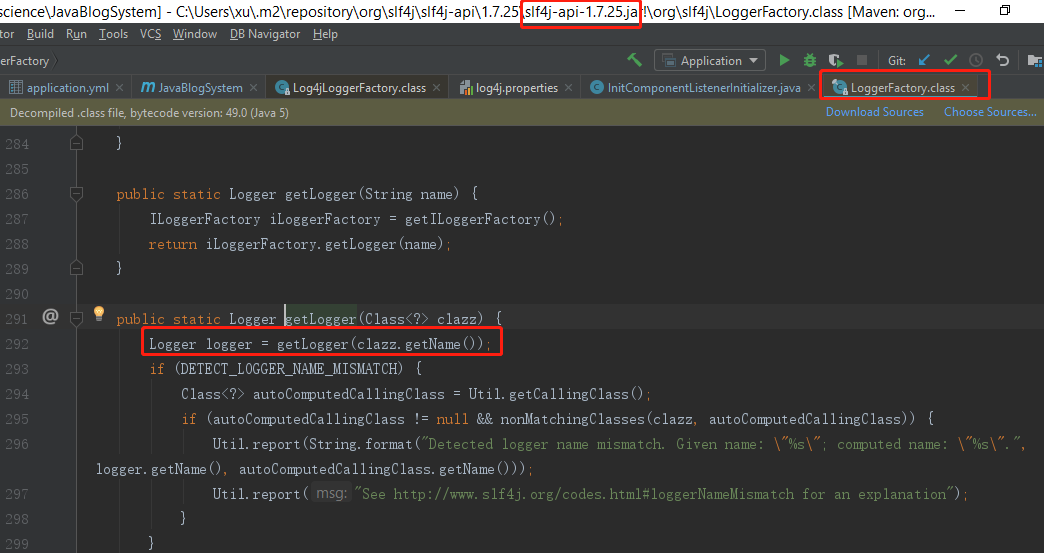 science\JavaBlogSystem] - C:\Users\xu\.m2\repository\org\slf4j\slf4j-api\1.7.25\slf4j-api-1.7.25.jar!\org\slf4j\LoggerFactory.class [Maven: org...
tor Build Run Tools VCS Window DB Navigator Help
erFactory Application Git:
application.yml JavaBlogSystem Log4jLoggerFactory.class log4j.properties InitComponentListenerInitializer.java LoggerFactory.class
Decompiled .class file, bytecode version: 49.0 (Java 5) Download Sources Choose Sources...
284 }
285
286 public static Logger getLogger(String name) {
287 ILoggerFactory iLoggerFactory = getILoggerFactory();
288 return iLoggerFactory.getLogger(name);
289 }
290
291 @ public static Logger getLogger(Class<?> clazz) {
292 Logger logger = getLogger(clazz.getName());
293 if (DETECT_LOGGER_NAME_MISMATCH) {
294 Class<?> autoComputedCallingClass = Util.getCallingClass();
295 if (autoComputedCallingClass != null && nonMatchingClasses(clazz, autoComputedCallingClass)) {
296 Util.report(String.format("Detected logger name mismatch. Given name: \"%s\"; computed name: \"%s\".",
logger.getName(), autoComputedCallingClass.getName()));
297 Util.report( msg: "See http://www.slf4j.org/codes.html#loggerNameMismatch for an explanation");
298 }
299 }